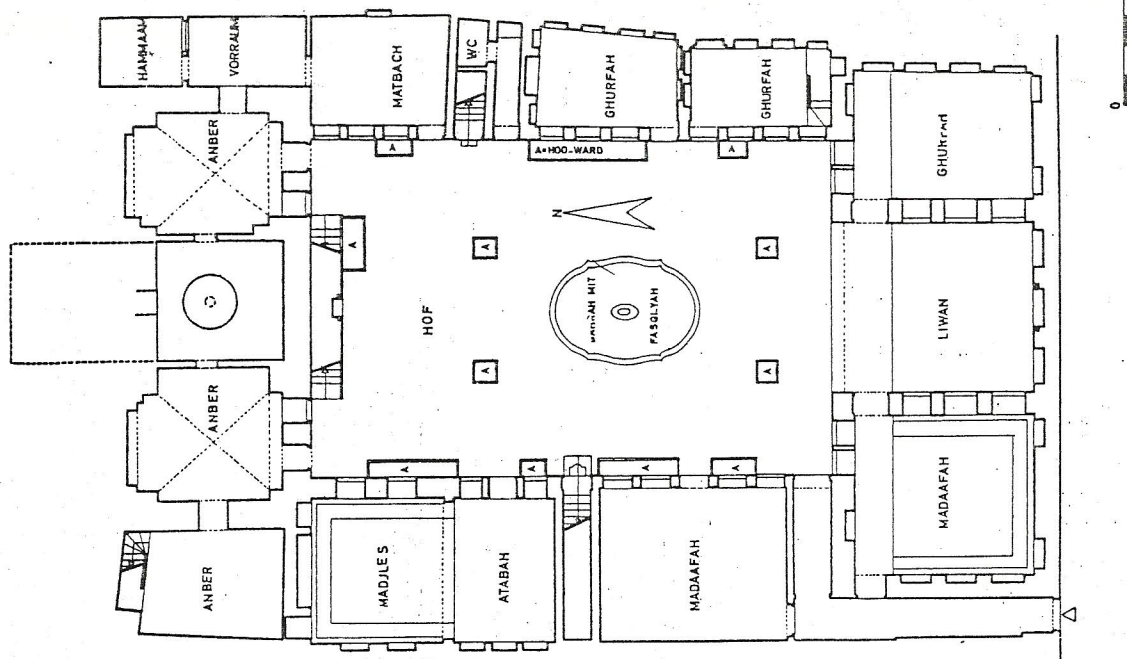 HAMMAAM
VORRAUM
MATBACH
WC
GHURFAH
GHURFAH
GHURFAH
ANBER
A
A=HOO-WARD
A
A
N
A
A
HOF
MIT
FASQIYAH
LIWAN
A
A
ANBER
A
A
A
A
ANBER
MADJLES
ATABAH
MADAAFAH
MADAAFAH
0